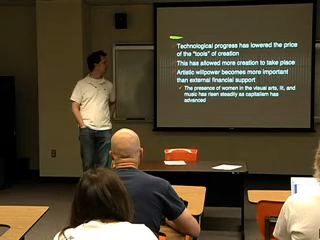 Technological progress has lowered the price
of the "tools" of creation
This has allowed more creation to take place
Artistic willpower becomes more important
than external financial support
The presence of women in the visual arts, lit, and
music has risen steadily as capitalism has
advanced